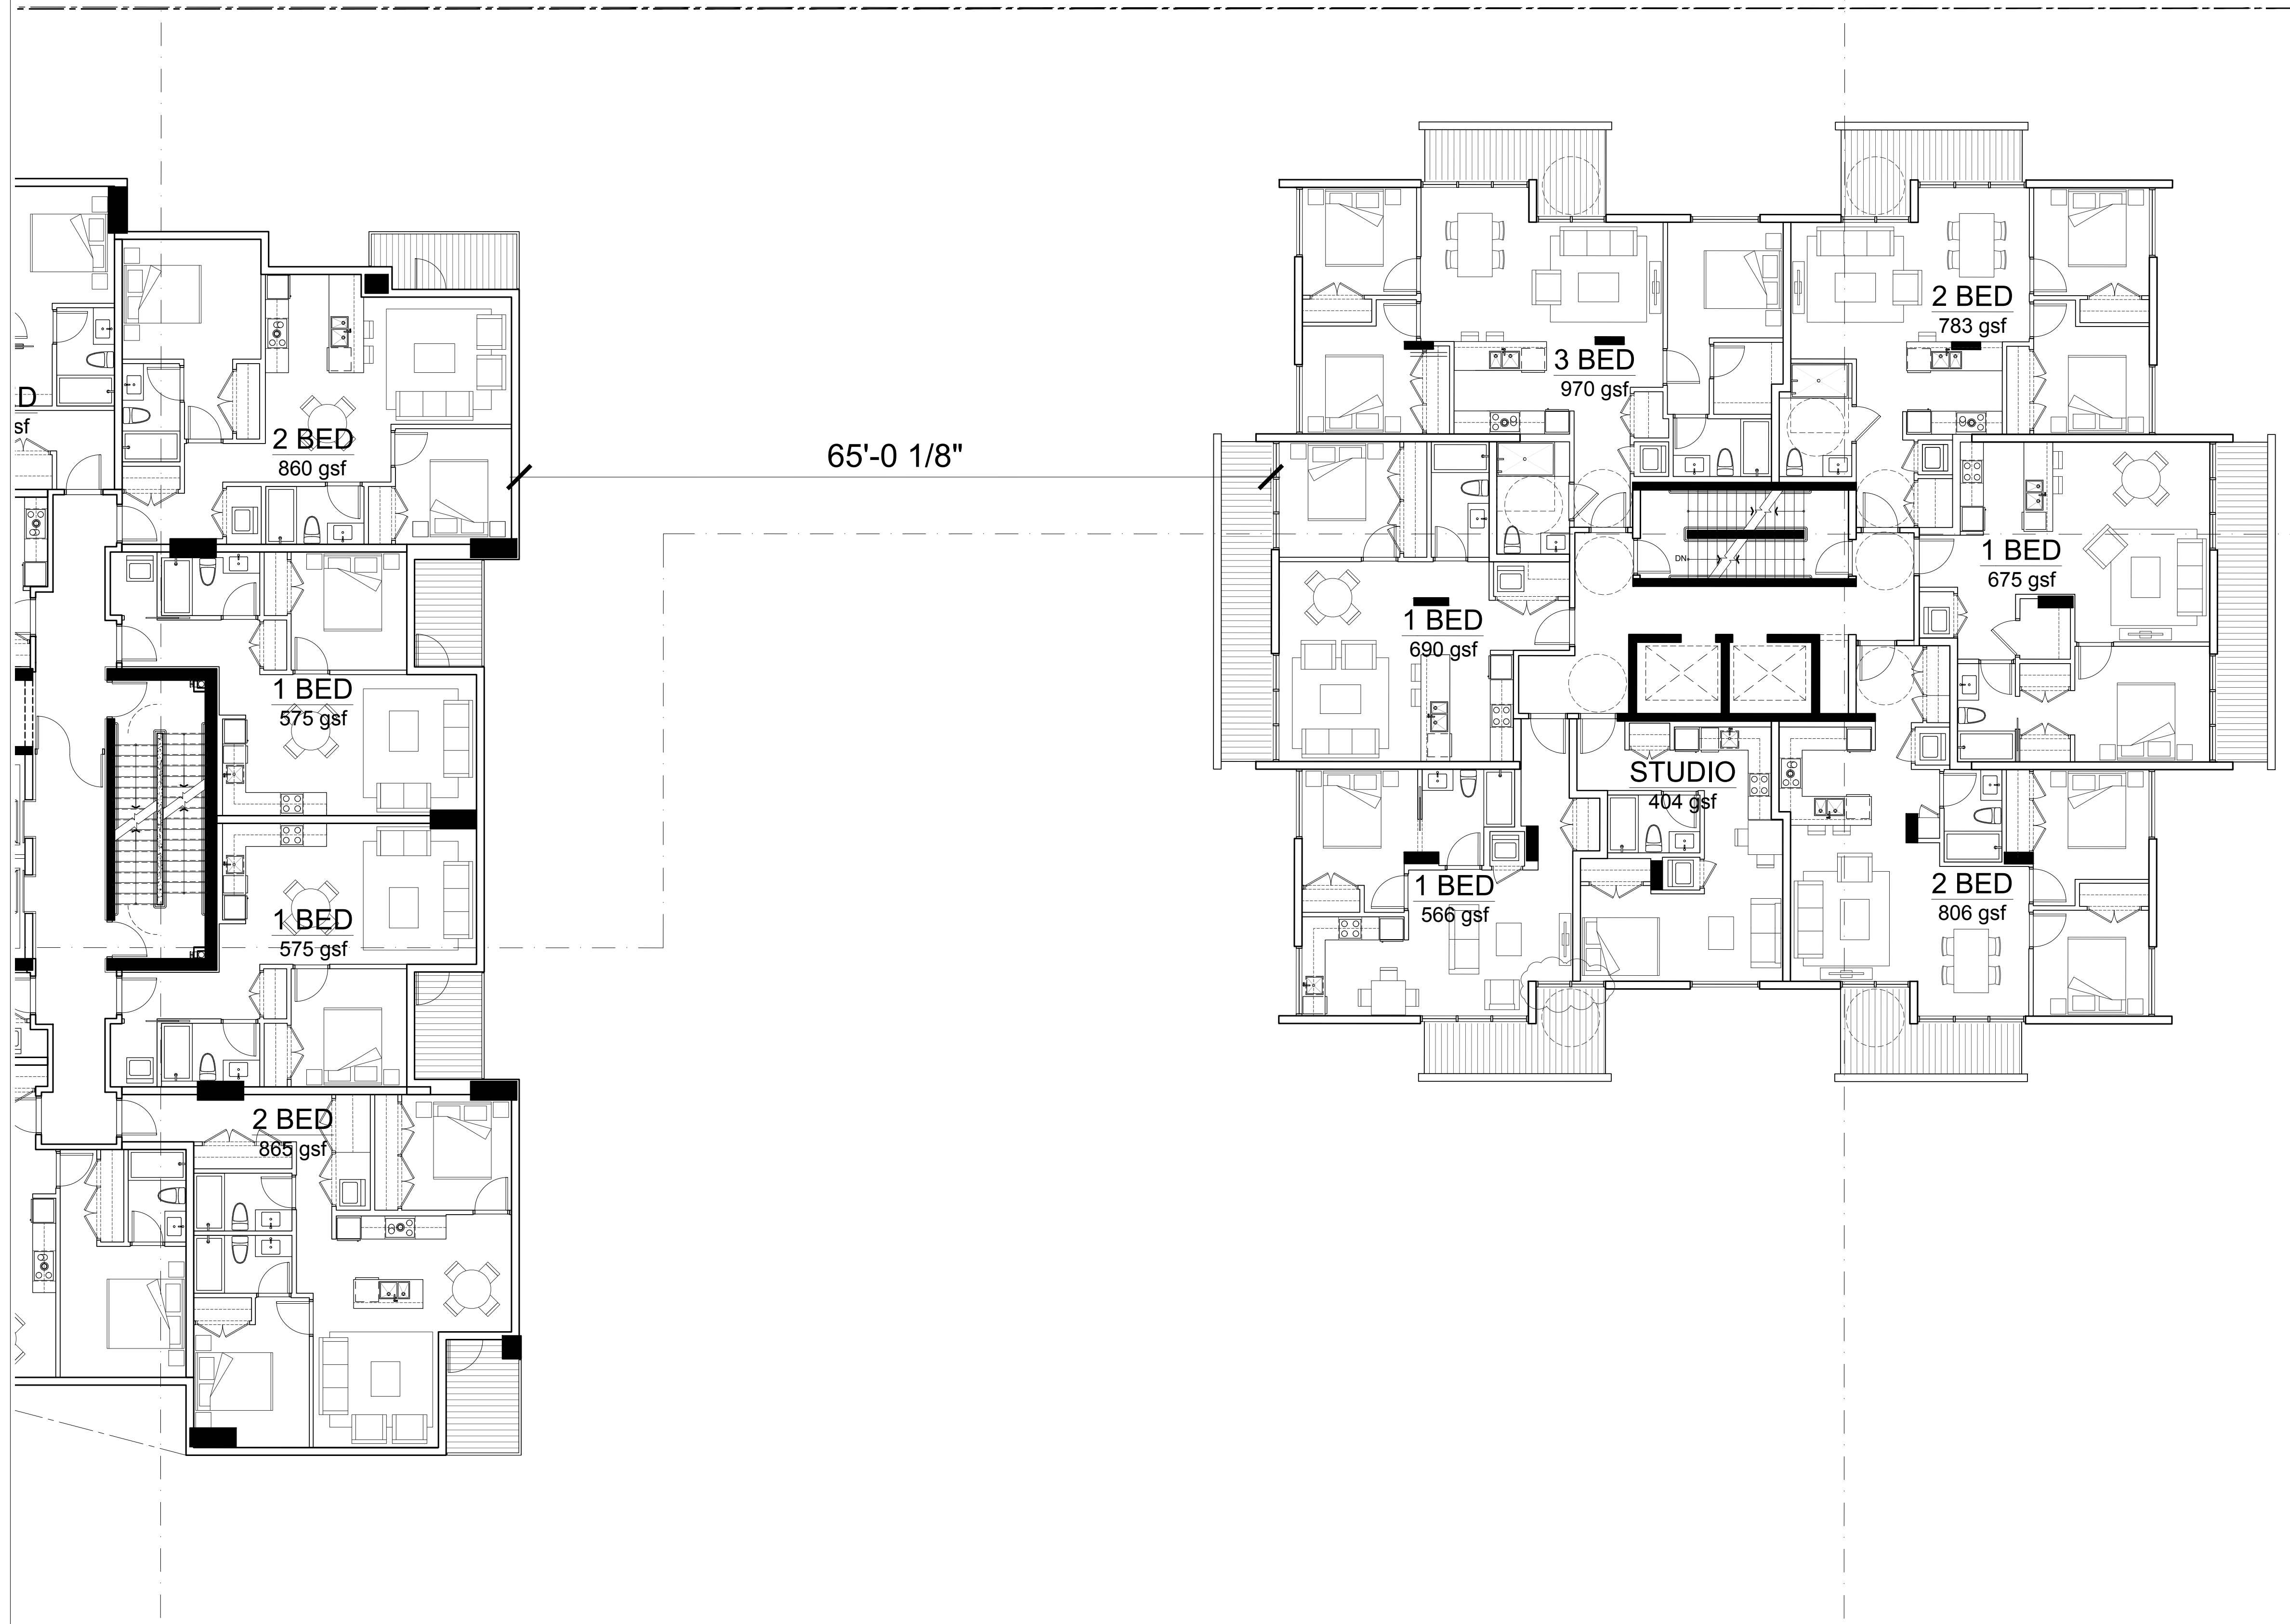 D
sf
2 BED
860 gsf
1 BED
575 gsf
1 BED
575 gsf
2 BED
865 gsf
65'-0 1/8"
3 BED
970 gsf
2 BED
783 gsf
DN
1 BED
675 gsf
1 BED
690 gsf
STUDIO
404 gsf
1 BED
566 gsf
2 BED
806 gsf